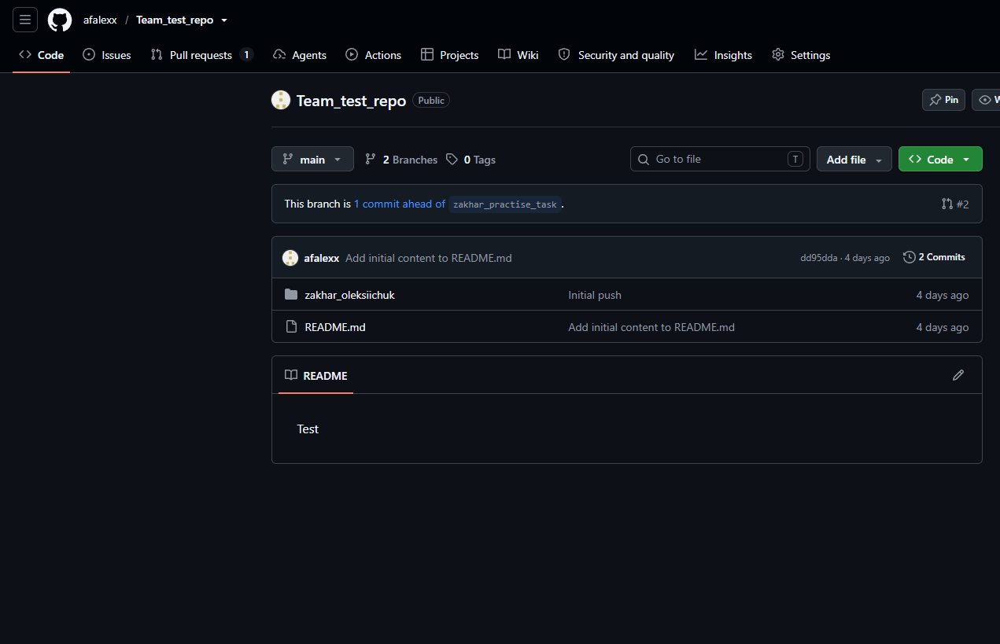 afalexx / Team_test_repo
Code Issues Pull requests 1 Agents Actions Projects Wiki Security and quality Insights Settings
Team_test_repo Public Pin
main 2 Branches 0 Tags Go to file T Add file Code
This branch is 1 commit ahead of zakhar_practise_task . #2
afalexx Add initial content to README.md dd95dda · 4 days ago 2 Commits
zakhar_oleksiichuk Initial push 4 days ago
README.md Add initial content to README.md 4 days ago
README
Test